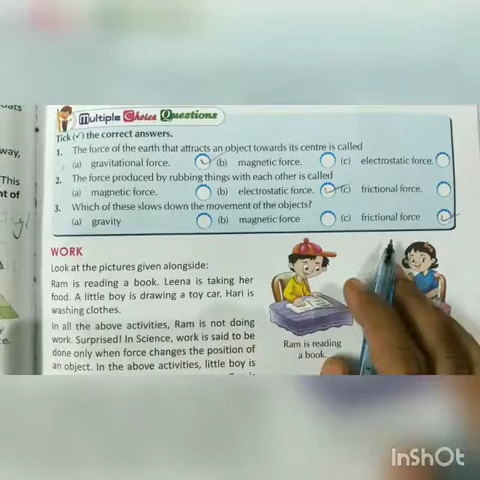 Multiple Choice Questions
Tick (✓) the correct answers.
1. The force of the earth that attracts an object towards its centre is called
(a) gravitational force. (b) magnetic force. (c) electrostatic force.
2. The force produced by rubbing things with each other is called
(a) magnetic force. (b) electrostatic force. (c) frictional force.
3. Which of these slows down the movement of the objects?
(a) gravity (b) magnetic force (c) frictional force
way,
This
nt of
WORK
Look at the pictures given alongside:
Ram is reading a book. Leena is taking her
food. A little boy is drawing a toy car. Hari is
washing clothes.
In all the above activities, Ram is not doing
work. Surprised! In Science, work is said to be
done only when force changes the position of
an object. In the above activities, little boy is
Ram is reading
a book.
InShOt